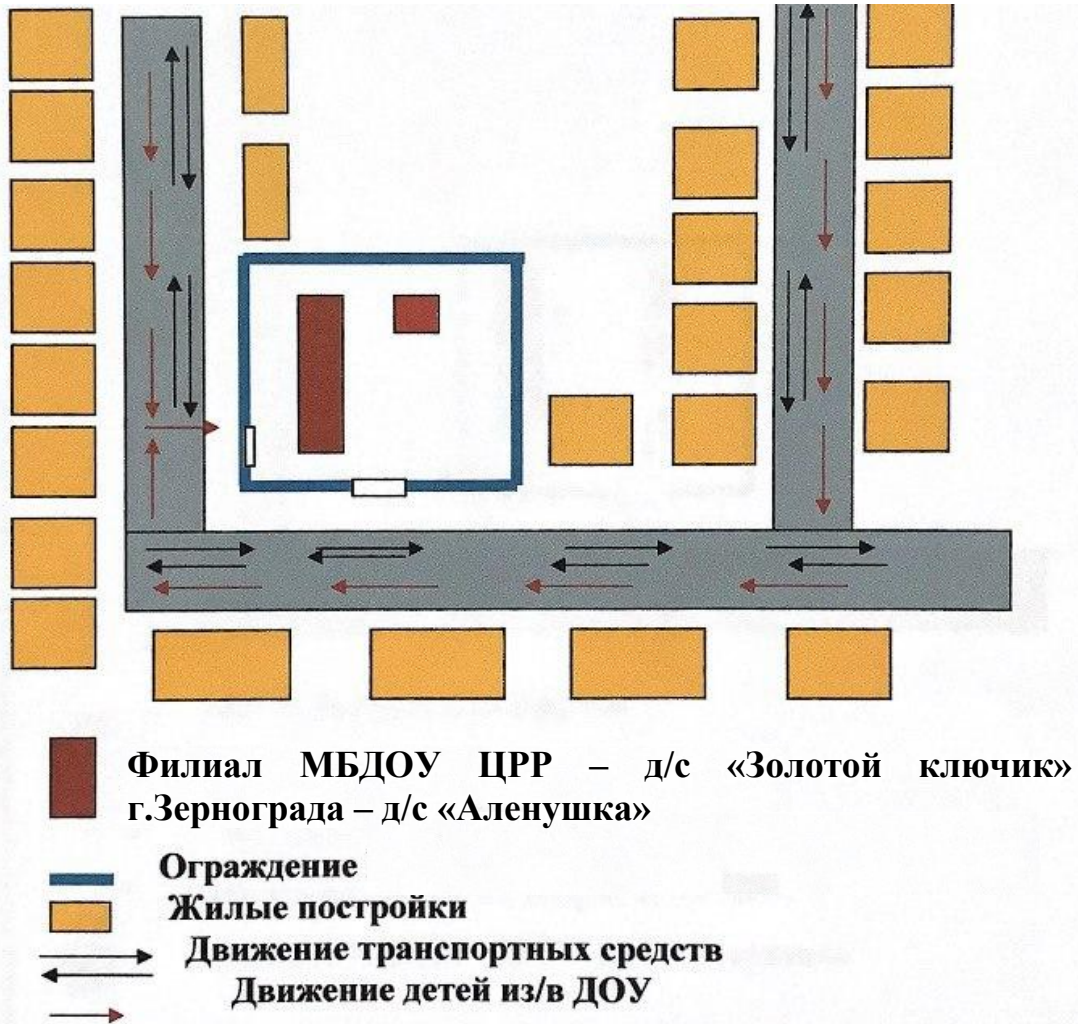 Филиал МБДОУ ЦРР – д/с «Золотой ключик»
г.Зернограда – д/с «Аленушка»
Ограждение
Жилые постройки
Движение транспортных средств
Движение детей из/в ДОУ